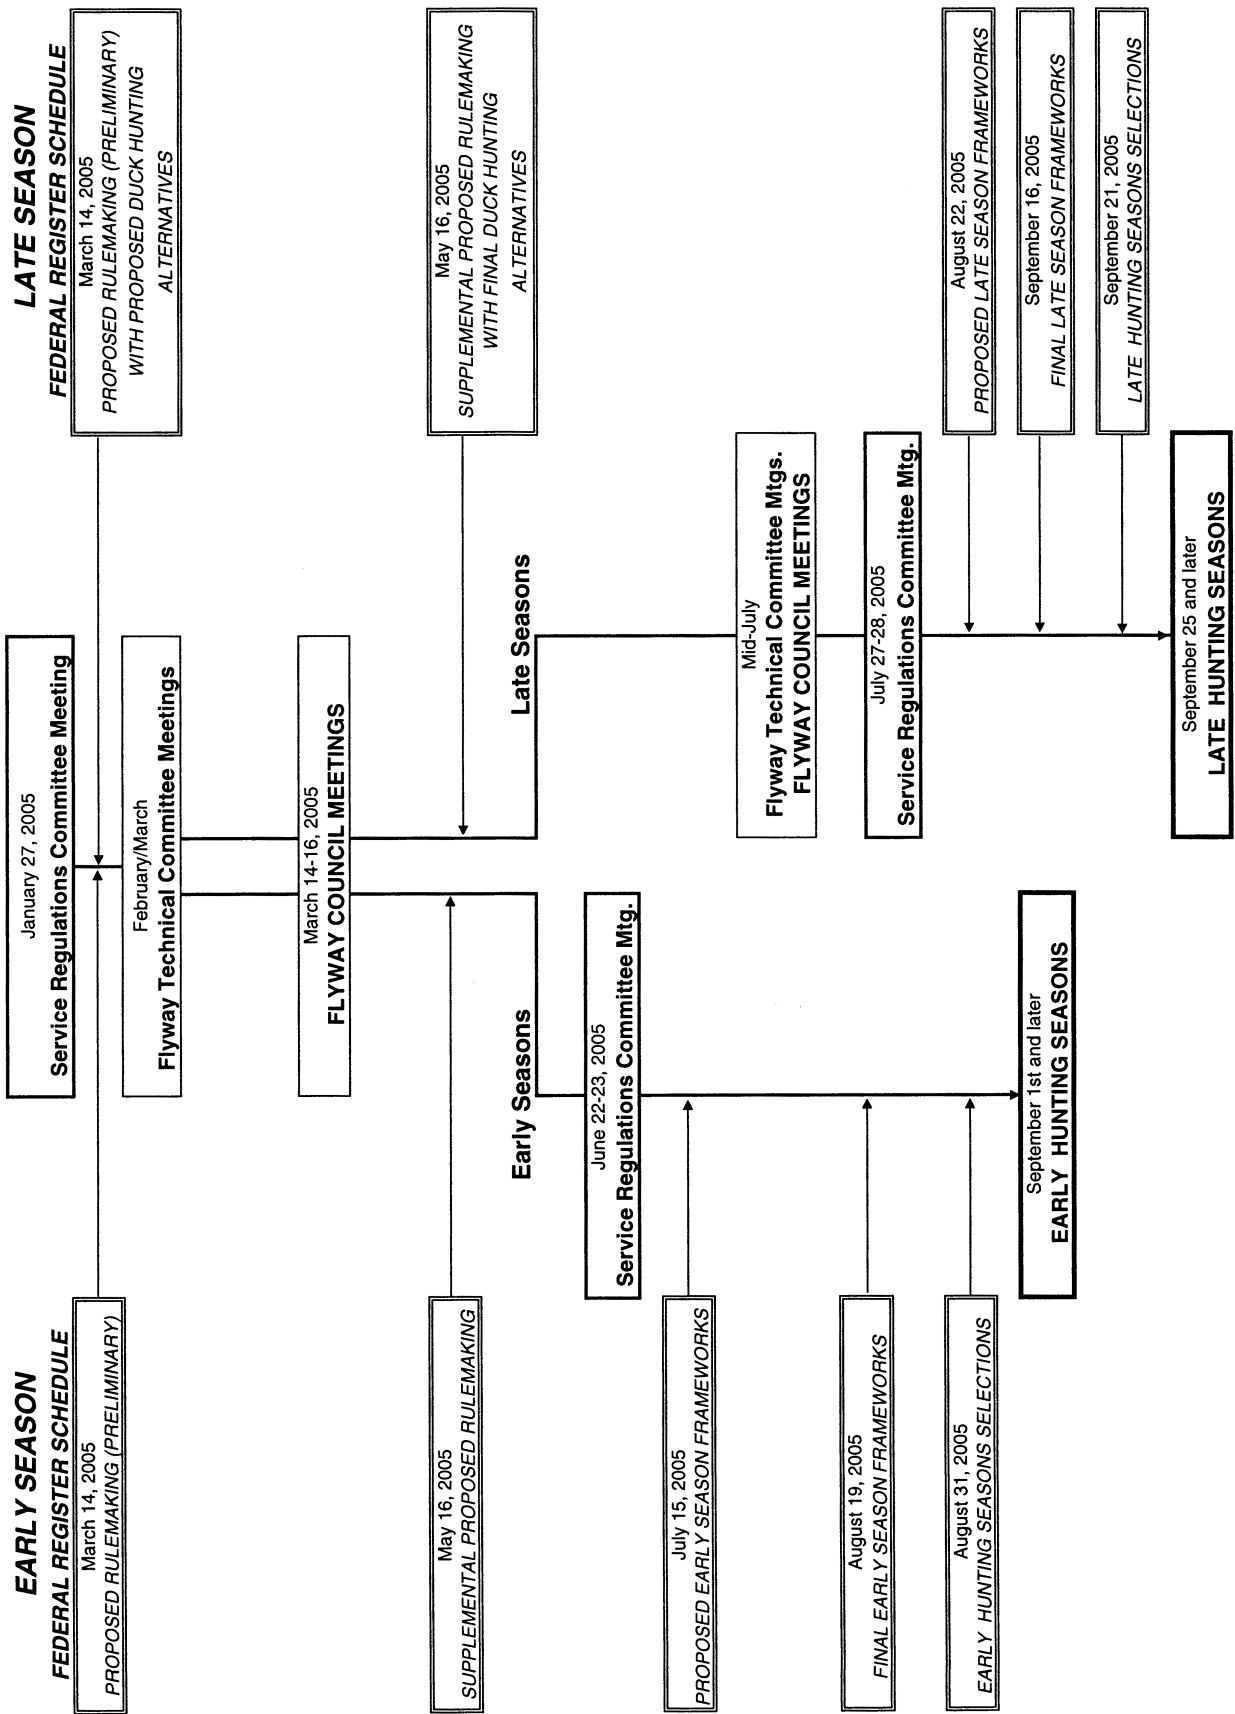 EARLY SEASON
FEDERAL REGISTER SCHEDULE
March 14, 2005
PROPOSED RULEMAKING (PRELIMINARY)
May 16, 2005
SUPPLEMENTAL PROPOSED RULEMAKING
July 15, 2005
PROPOSED EARLY SEASON FRAMEWORKS
August 19, 2005
FINAL EARLY SEASON FRAMEWORKS
August 31, 2005
EARLY HUNTING SEASONS SELECTIONS
January 27, 2005
Service Regulations Committee Meeting
February/March
Flyway Technical Committee Meetings
March 14-16, 2005
FLYWAY COUNCIL MEETINGS
Early Seasons
June 22-23, 2005
Service Regulations Committee Mtg.
September 1st and later
EARLY HUNTING SEASONS
Late Seasons
Mid-July
Flyway Technical Committee Mtgs.
FLYWAY COUNCIL MEETINGS
July 27-28, 2005
Service Regulations Committee Mtg.
September 25 and later
LATE HUNTING SEASONS
LATE SEASON
FEDERAL REGISTER SCHEDULE
March 14, 2005
PROPOSED RULEMAKING (PRELIMINARY)
WITH PROPOSED DUCK HUNTING
ALTERNATIVES
May 16, 2005
SUPPLEMENTAL PROPOSED RULEMAKING
WITH FINAL DUCK HUNTING
ALTERNATIVES
August 22, 2005
PROPOSED LATE SEASON FRAMEWORKS
September 16, 2005
FINAL LATE SEASON FRAMEWORKS
September 21, 2005
LATE HUNTING SEASONS SELECTIONS